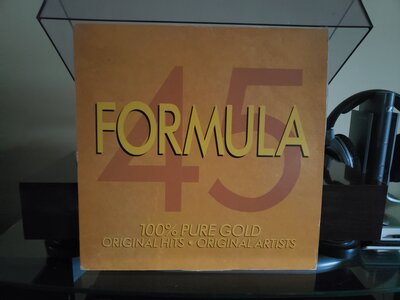 FORMULA
45
100% PURE GOLD
ORIGINAL HITS • ORIGINAL ARTISTS